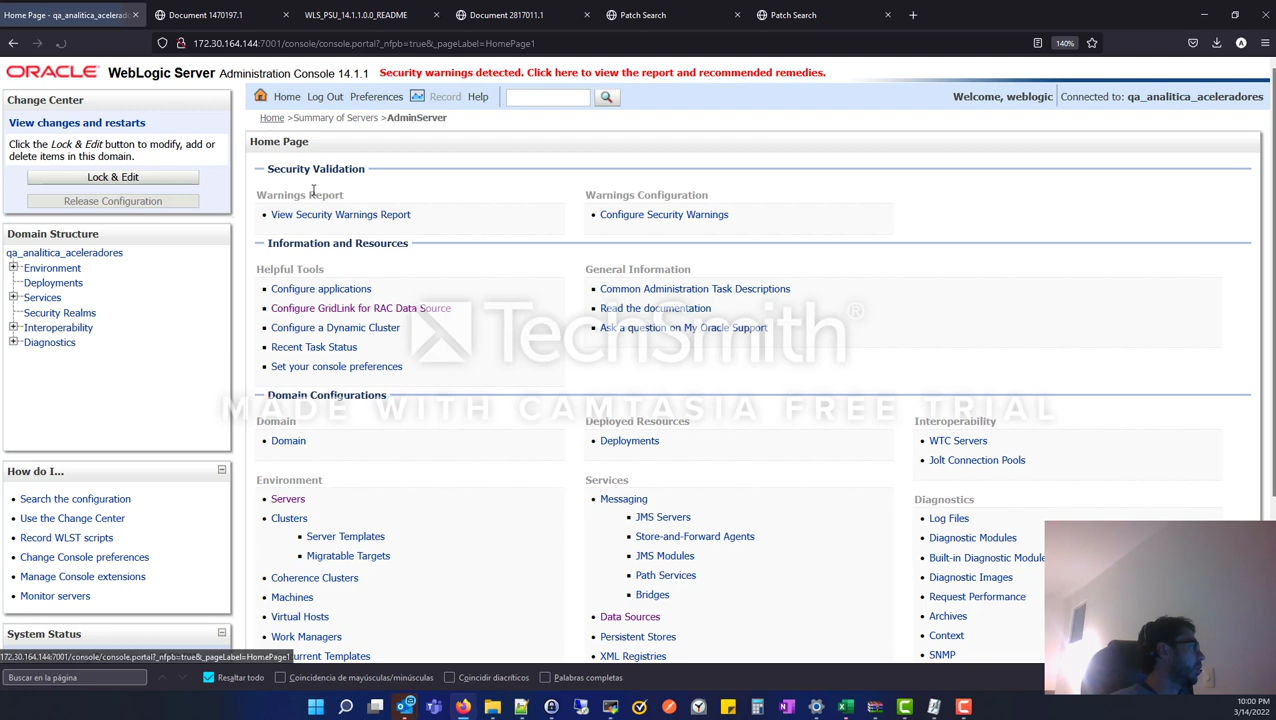 Home Page - qa_analitica_acelerad
Document 1470197.1
WLS_PSU_14.1.1.0.0_README
Document 2817011.1
Patch Search
Patch Search
172.30.164.144:7001/console/console.portal?_nfpb=true&_pageLabel=HomePage1
140%
ORACLE WebLogic Server Administration Console 14.1.1
Security warnings detected. Click here to view the report and recommended remedies.
Change Center
View changes and restarts
Click the Lock & Edit button to modify, add or
delete items in this domain.
Lock & Edit
Release Configuration
Domain Structure
qa_analitica_aceleradores
Environment
Deployments
Services
Security Realms
Interoperability
Diagnostics
How do I...
Search the configuration
Use the Change Center
Record WLST scripts
Change Console preferences
Manage Console extensions
Monitor servers
System Status
Home Log Out Preferences Record Help
Welcome, weblogic
Connected to: qa_analitica_aceleradores
Home >Summary of Servers >AdminServer
Home Page
Security Validation
Warnings Report
View Security Warnings Report
Warnings Configuration
Configure Security Warnings
Information and Resources
Helpful Tools
Configure applications
Configure GridLink for RAC Data Source
Configure a Dynamic Cluster
Recent Task Status
Set your console preferences
General Information
Common Administration Task Descriptions
Read the documentation
Ask a question on My Oracle Support
TechSmith®
MADE WITH CAMTASIA FREE TRIAL
Domain Configurations
Domain
Domain
Deployed Resources
Deployments
Interoperability
WTC Servers
Jolt Connection Pools
Environment
Servers
Clusters
Server Templates
Migratable Targets
Coherence Clusters
Machines
Virtual Hosts
Work Managers
urrent Templates
Services
Messaging
JMS Servers
Store-and-Forward Agents
JMS Modules
Path Services
Bridges
Data Sources
Persistent Stores
XML Registries
Diagnostics
Log Files
Diagnostic Modules
Built-in Diagnostic Module
Diagnostic Images
Request Performance
Archives
Context
SNMP
172.30.164.144:7001/console/console.portal?_nfpb=true&_pageLabel=HomePage1
Buscar en la página
Resaltar todo
Coincidencia de mayúsculas/minúsculas
Coincidir diacríticos
Palabras completas
10:00 PM
3/14/2022